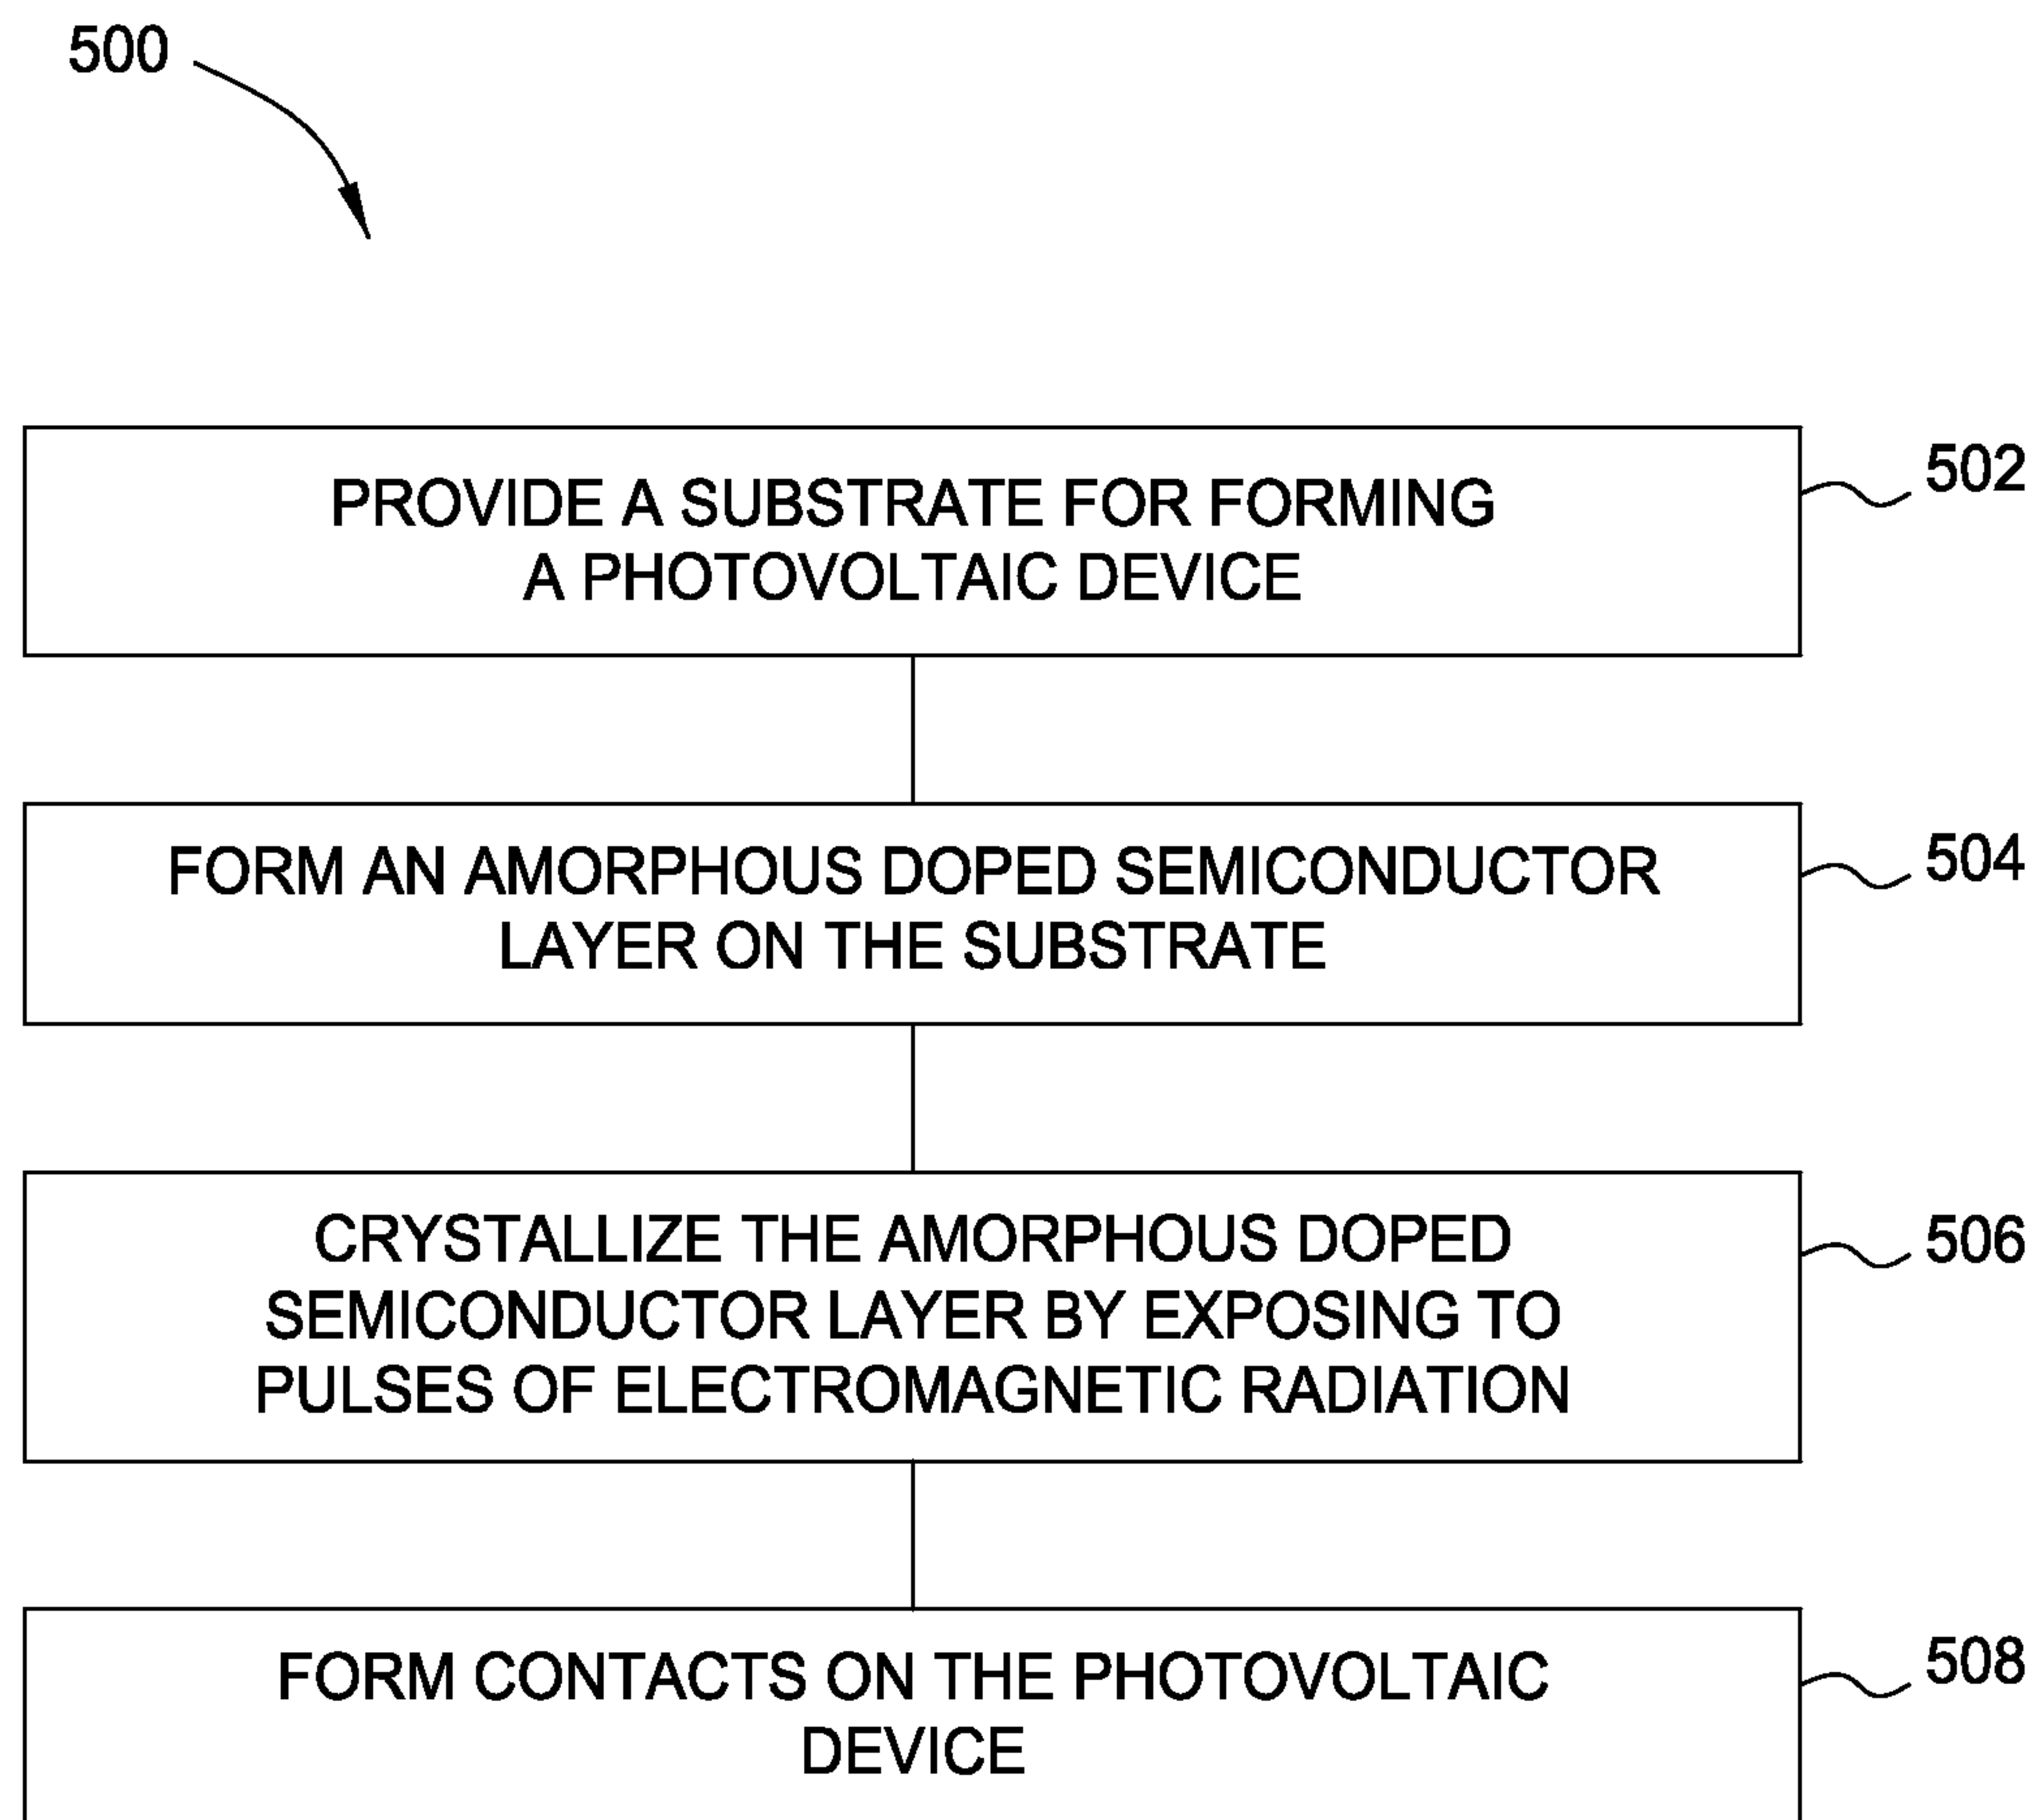 500
PROVIDE A SUBSTRATE FOR FORMING
A PHOTOVOLTAIC DEVICE
502
FORM AN AMORPHOUS DOPED SEMICONDUCTOR
LAYER ON THE SUBSTRATE
504
CRYSTALLIZE THE AMORPHOUS DOPED
SEMICONDUCTOR LAYER BY EXPOSING TO
PULSES OF ELECTROMAGNETIC RADIATION
506
FORM CONTACTS ON THE PHOTOVOLTAIC
DEVICE
508